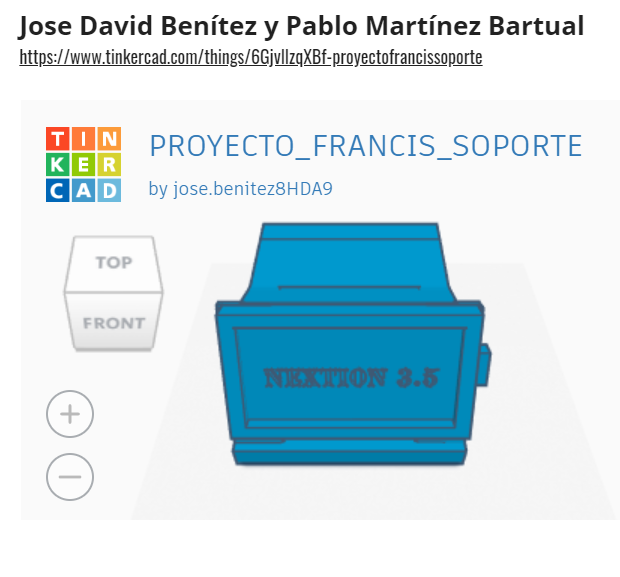 Jose David Benítez y Pablo Martínez Bartual
https://www.tinkercad.com/things/6GjvllzqXBf-proyectofrancissoporte
TIN
KER
CAD
PROYECTO_FRANCIS_SOPORTE
by jose.benitez8HDA9
TOP
FRONT
NEXTION 3.5